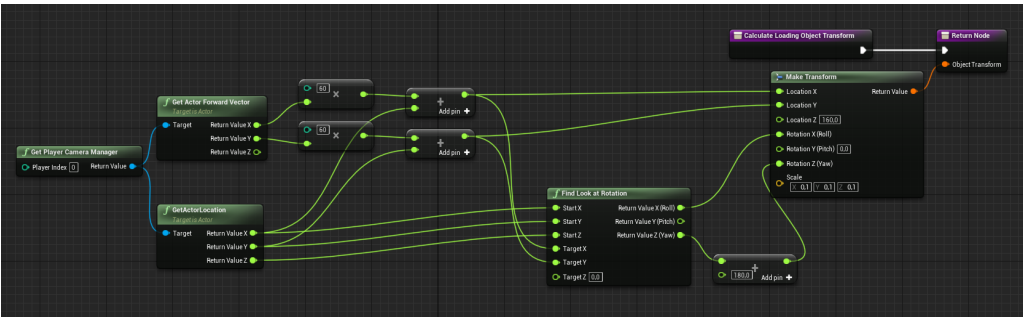 Calculate Loading Object Transform
Return Node
Object Transform
Make Transform
Location X
Return Value
Location Y
Location Z 160,0
Rotation X (Roll)
Rotation Y (Pitch) 0,0
Rotation Z (Yaw)
Scale
X 0,1 Y 0,1 Z 0,1
60
×
+
Add pin +
60
×
+
Add pin +
Get Actor Forward Vector
Target is Actor
Target Return Value X
Return Value Y
Return Value Z
Get Player Camera Manager
Player Index 0 Return Value
GetActorLocation
Target is Actor
Target Return Value X
Return Value Y
Return Value Z
Find Look at Rotation
Start X Return Value X (Roll)
Start Y Return Value Y (Pitch)
Start Z Return Value Z (Yaw)
Target X
Target Y
Target Z 0,0
+
180,0 Add pin +